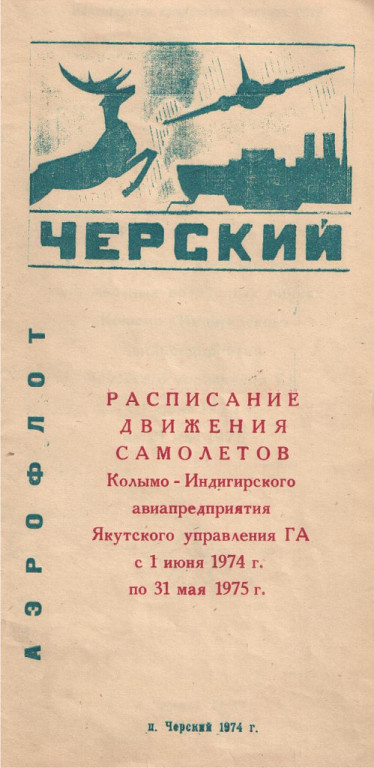 ЧЕРСКИЙ
АЭРОФЛОТ
РАСПИСАНИЕ
ДВИЖЕНИЯ
САМОЛЕТОВ
Колымо - Индигирского
авиапредприятия
Якутского управления ГА
с 1 июня 1974 г.
по 31 мая 1975 г.
п. Черский 1974 г.